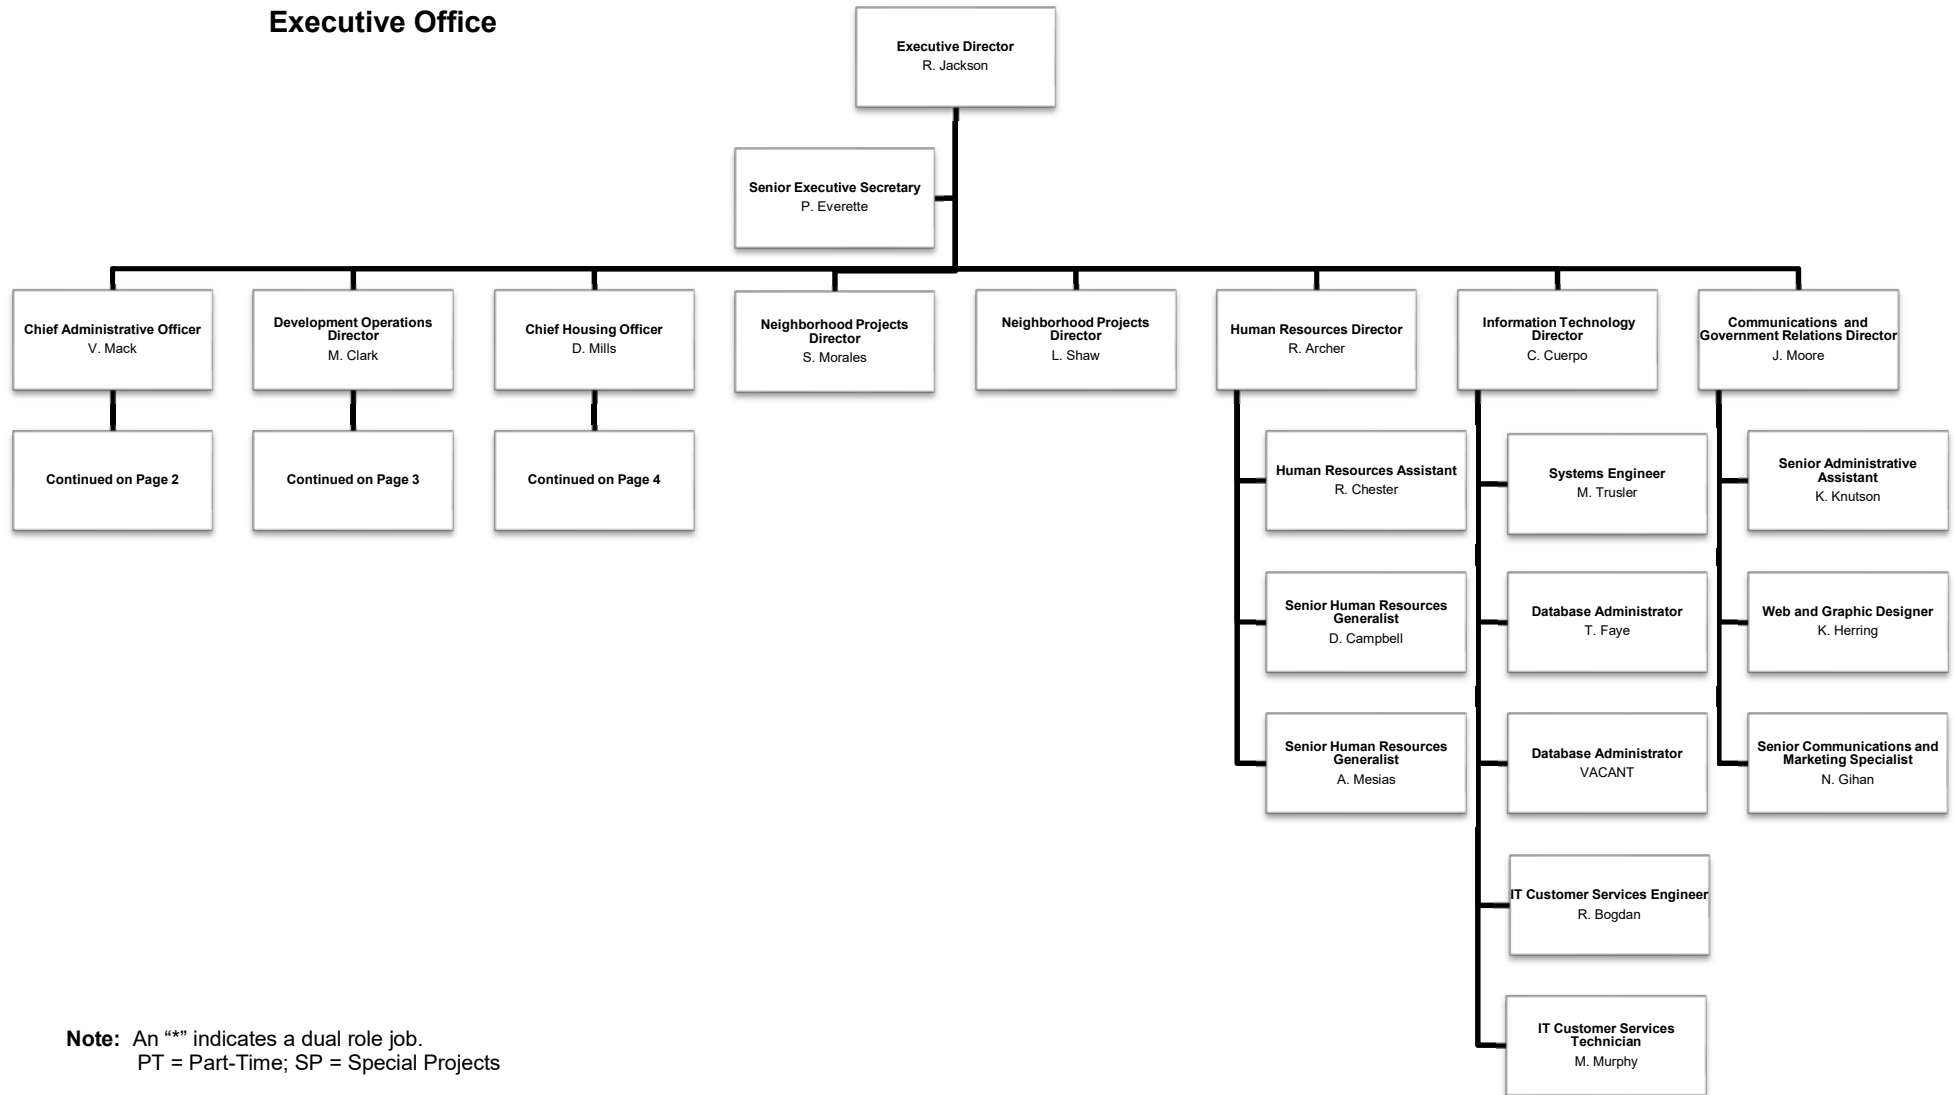 Executive Office
Executive Director
R. Jackson
Senior Executive Secretary
P. Everette
Chief Administrative Officer
V. Mack
Development Operations
Director
M. Clark
Chief Housing Officer
D. Mills
Neighborhood Projects
Director
S. Morales
Neighborhood Projects
Director
L. Shaw
Human Resources Director
R. Archer
Information Technology
Director
C. Cuerpo
Communications and
Government Relations Director
J. Moore
Continued on Page 2
Continued on Page 3
Continued on Page 4
Human Resources Assistant
R. Chester
Senior Human Resources
Generalist
D. Campbell
Senior Human Resources
Generalist
A. Mesias
Systems Engineer
M. Trusler
Database Administrator
T. Faye
Database Administrator
VACANT
IT Customer Services Engineer
R. Bogdan
IT Customer Services
Technician
M. Murphy
Senior Administrative
Assistant
K. Knutson
Web and Graphic Designer
K. Herring
Senior Communications and
Marketing Specialist
N. Gihan
Note: An “*” indicates a dual role job.
PT = Part-Time; SP = Special Projects